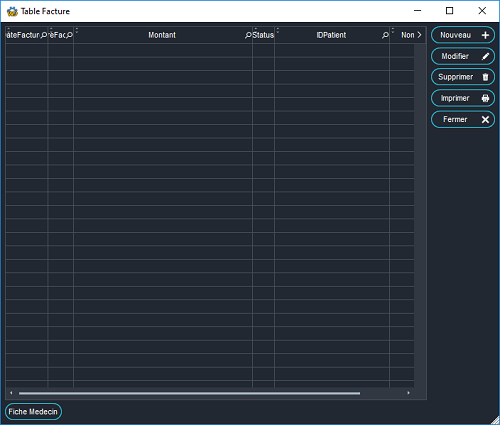 Table Facture
ateFactur
eFac
Montant
Status
IDPatient
Non
Nouveau
Modifier
Supprimer
Imprimer
Fermer
Fiche Medecin